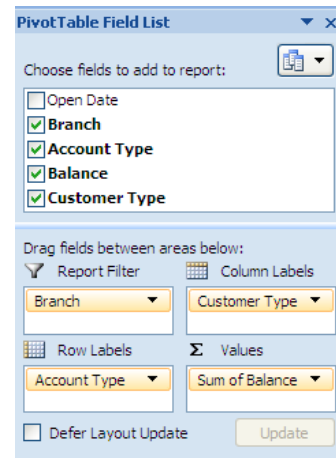 PivotTable Field List
Choose fields to add to report:
Open Date
Branch
Account Type
Balance
Customer Type
Drag fields between areas below:
Report Filter
Column Labels
Branch
Customer Type
Row Labels
Σ Values
Account Type
Sum of Balance
Defer Layout Update
Update